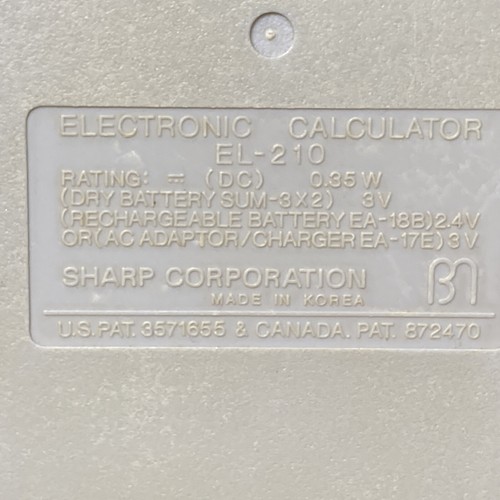 ELECTRONIC CALCULATOR
EL-210
RATING: ⎓ (DC) 0.35W
(DRY BATTERY SUM-3X2) 3V
(RECHARGEABLE BATTERY EA-18B) 2.4V
OR (AC ADAPTOR/CHARGER EA-17E) 3V
SHARP CORPORATION
MADE IN KOREA
U.S. PAT. 3571655 & CANADA. PAT. 872470